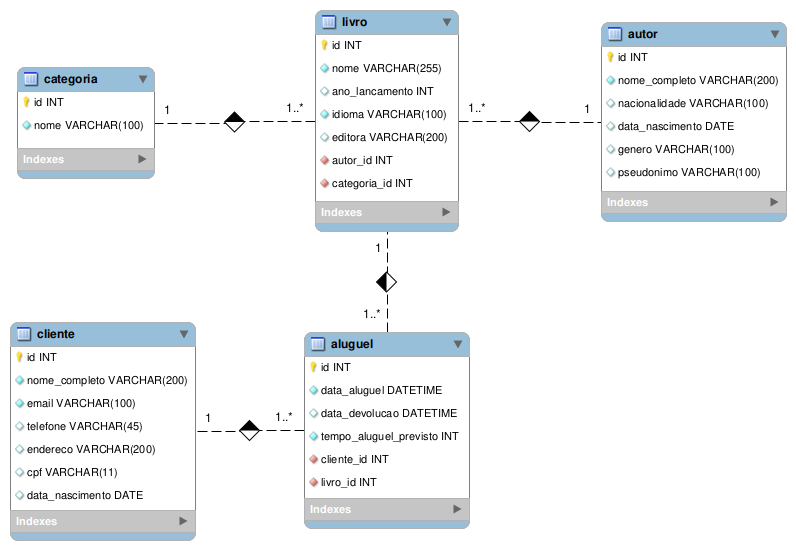 livro
id INT
nome VARCHAR(255)
ano_lancamento INT
idioma VARCHAR(100)
editora VARCHAR(200)
autor_id INT
categoria_id INT
Indexes
autor
id INT
nome_completo VARCHAR(200)
nacionalidade VARCHAR(100)
data_nascimento DATE
genero VARCHAR(100)
pseudonimo VARCHAR(100)
Indexes
categoria
id INT
nome VARCHAR(100)
Indexes
1
1..*
1..*
1
1
1..*
cliente
id INT
nome_completo VARCHAR(200)
email VARCHAR(100)
telefone VARCHAR(45)
endereco VARCHAR(200)
cpf VARCHAR(11)
data_nascimento DATE
Indexes
1
1..*
aluguel
id INT
data_aluguel DATETIME
data_devolucao DATETIME
tempo_aluguel_previsto INT
cliente_id INT
livro_id INT
Indexes